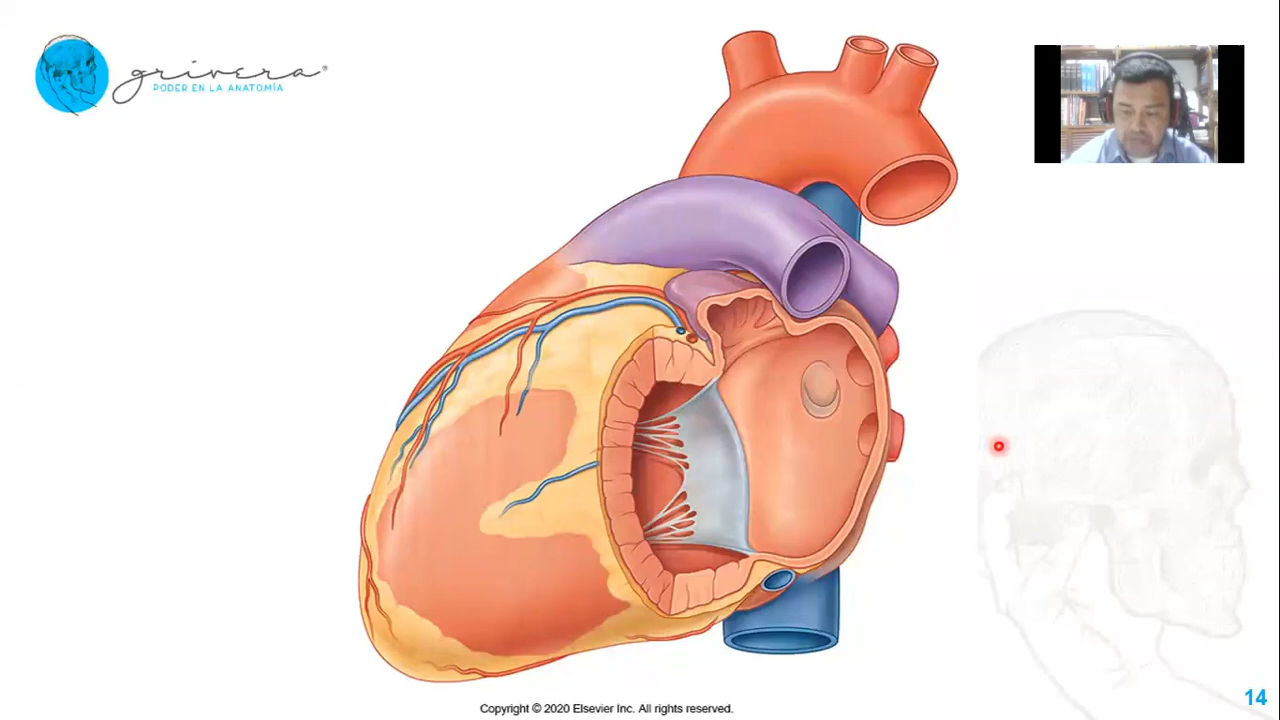 grivera®
PODER EN LA ANATOMÍA
Copyright © 2020 Elsevier Inc. All rights reserved.
14